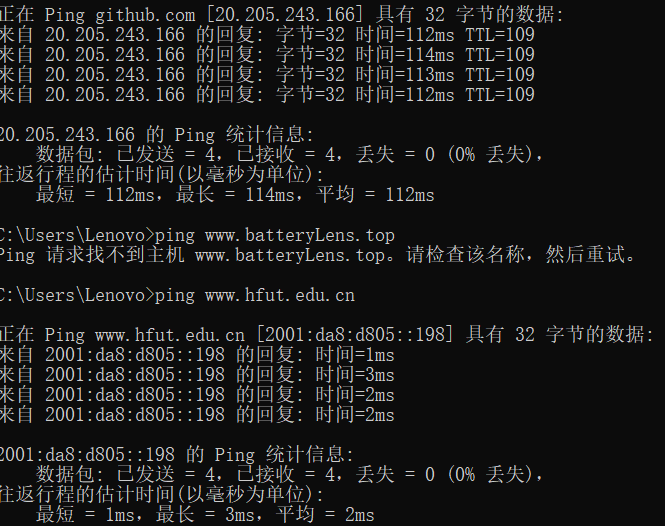 正在 Ping github.com [20.205.243.166] 具有 32 字节的数据:
来自 20.205.243.166 的回复: 字节=32 时间=112ms TTL=109
来自 20.205.243.166 的回复: 字节=32 时间=114ms TTL=109
来自 20.205.243.166 的回复: 字节=32 时间=113ms TTL=109
来自 20.205.243.166 的回复: 字节=32 时间=112ms TTL=109
20.205.243.166 的 Ping 统计信息:
数据包: 已发送 = 4，已接收 = 4，丢失 = 0 (0% 丢失)，
往返行程的估计时间(以毫秒为单位):
最短 = 112ms，最长 = 114ms，平均 = 112ms
C:\Users\Lenovo>ping www.batteryLens.top
Ping 请求找不到主机 www.batteryLens.top。请检查该名称，然后重试。
C:\Users\Lenovo>ping www.hfut.edu.cn
正在 Ping www.hfut.edu.cn [2001:da8:d805::198] 具有 32 字节的数据:
来自 2001:da8:d805::198 的回复: 时间=1ms
来自 2001:da8:d805::198 的回复: 时间=3ms
来自 2001:da8:d805::198 的回复: 时间=2ms
来自 2001:da8:d805::198 的回复: 时间=2ms
2001:da8:d805::198 的 Ping 统计信息:
数据包: 已发送 = 4，已接收 = 4，丢失 = 0 (0% 丢失)，
往返行程的估计时间(以毫秒为单位):
最短 = 1ms，最长 = 3ms，平均 = 2ms